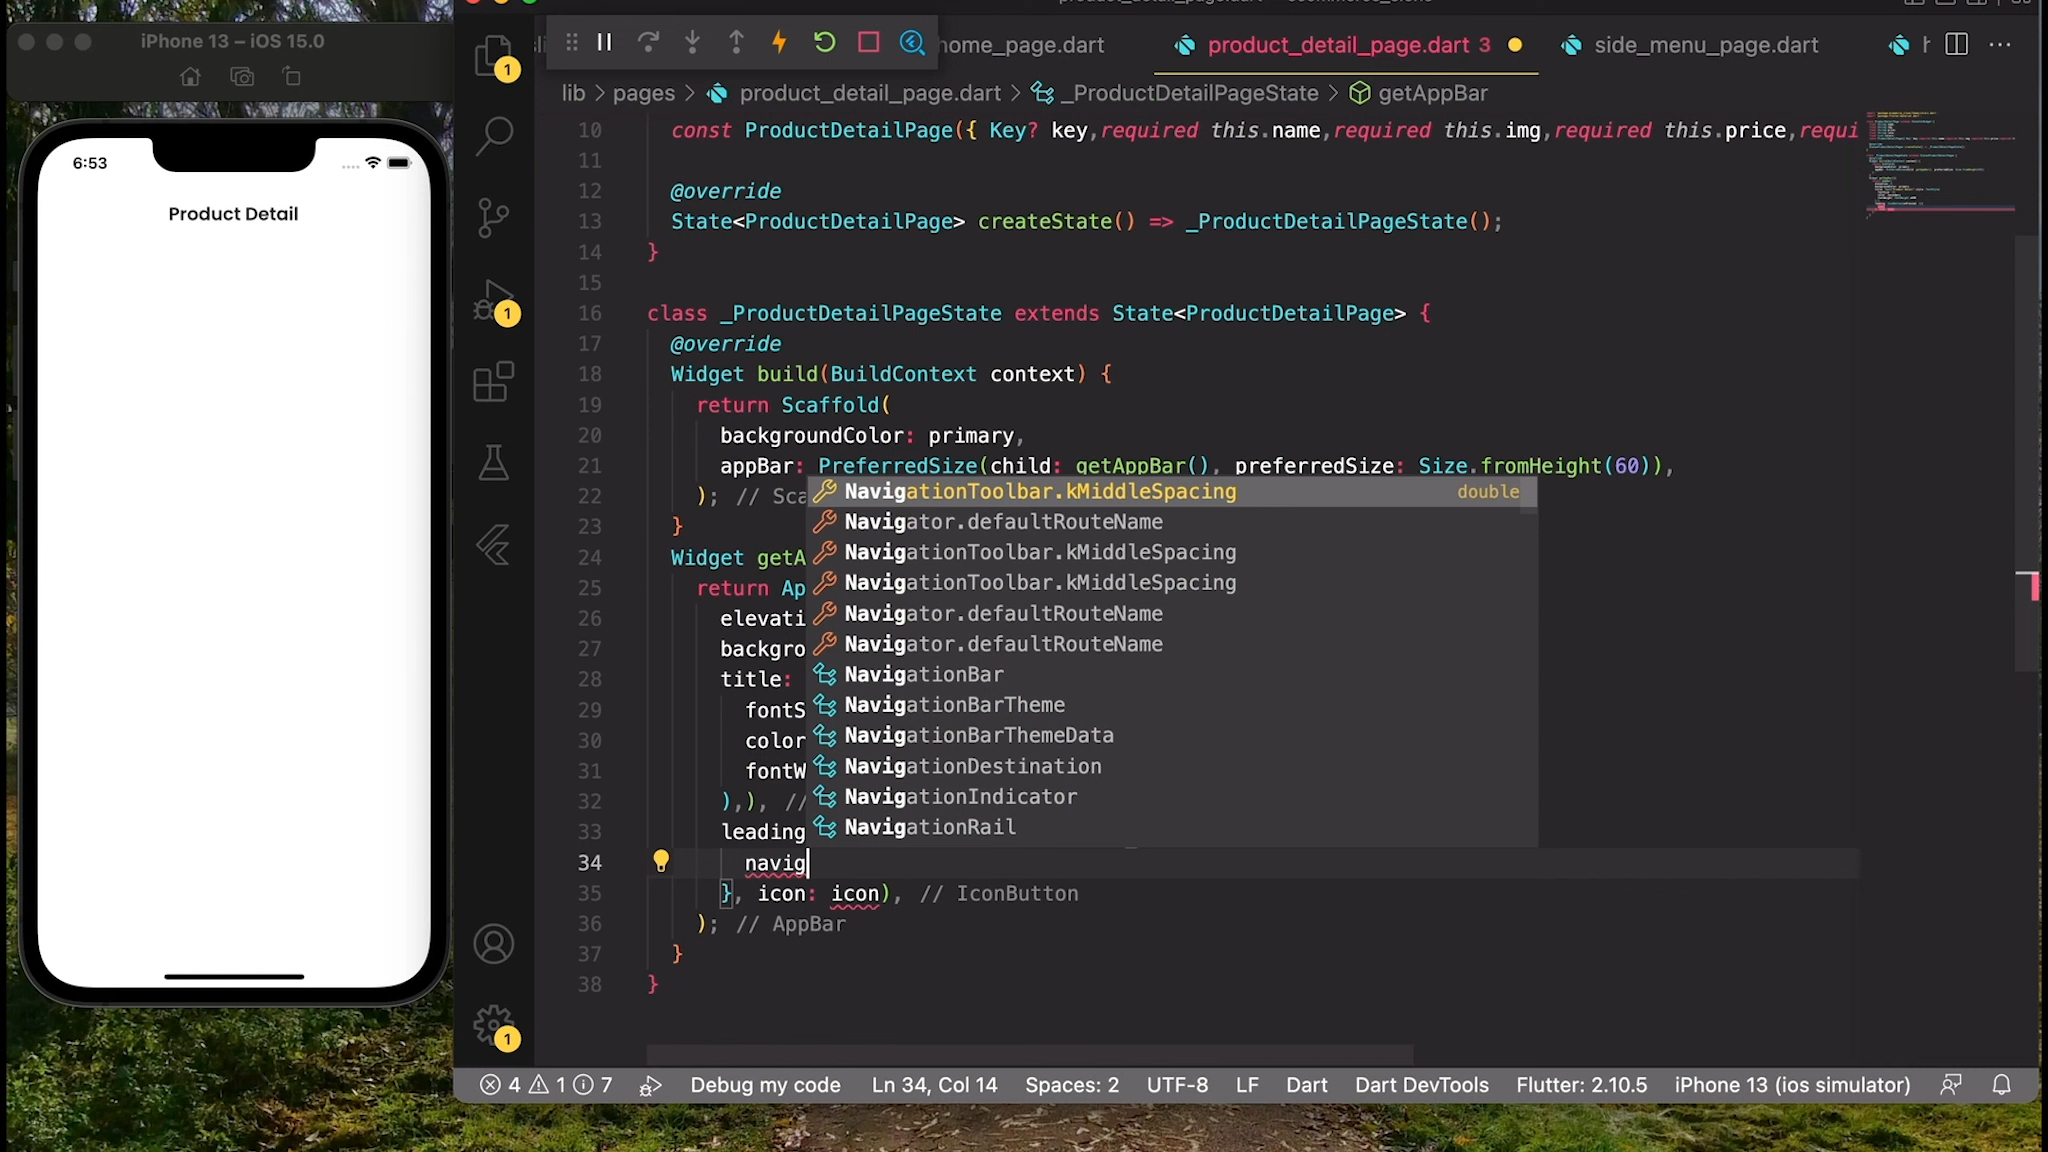 iPhone 13 – iOS 15.0
6:53
Product Detail
home_page.dart
product_detail_page.dart 3
side_menu_page.dart
lib > pages > product_detail_page.dart > _ProductDetailPageState > getAppBar
10 const ProductDetailPage({ Key? key,required this.name,required this.img,required this.price,requi
11
12 @override
13 State<ProductDetailPage> createState() => _ProductDetailPageState();
14 }
15
16 class _ProductDetailPageState extends State<ProductDetailPage> {
17 @override
18 Widget build(BuildContext context) {
19 return Scaffold(
20 backgroundColor: primary,
21 appBar: PreferredSize(child: getAppBar(), preferredSize: Size.fromHeight(60)),
22 ); // Sca
23 }
24 Widget getA
25 return Ap
26 elevati
27 backgro
28 title:
29 fontS
30 color
31 fontW
32 ),), //
33 leading
34 navig
35 }, icon: icon), // IconButton
36 ); // AppBar
37 }
38 }
NavigationToolbar.kMiddleSpacing double
Navigator.defaultRouteName
NavigationToolbar.kMiddleSpacing
NavigationToolbar.kMiddleSpacing
Navigator.defaultRouteName
Navigator.defaultRouteName
NavigationBar
NavigationBarTheme
NavigationBarThemeData
NavigationDestination
NavigationIndicator
NavigationRail
1
1
1
4 1 7 Debug my code Ln 34, Col 14 Spaces: 2 UTF-8 LF Dart Dart DevTools Flutter: 2.10.5 iPhone 13 (ios simulator)